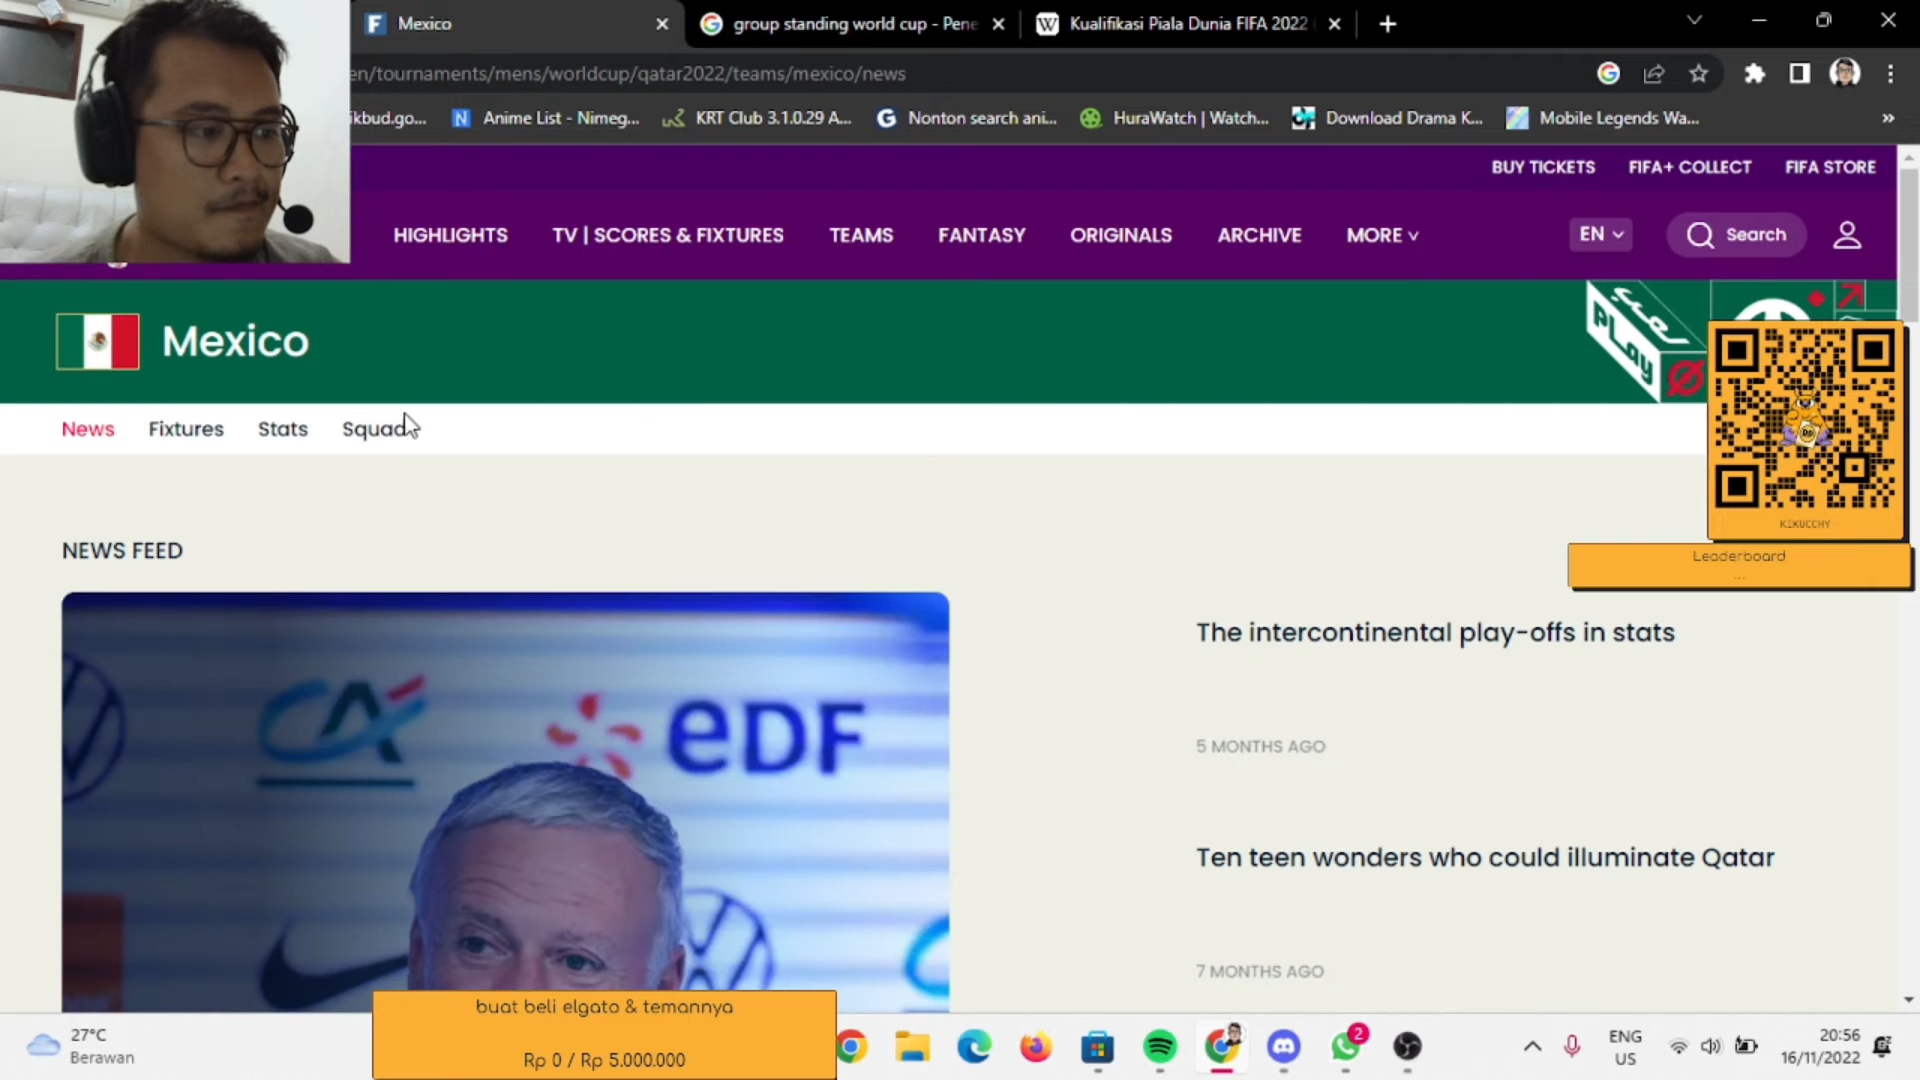 Mexico
group standing world cup - Pene
Kualifikasi Piala Dunia FIFA 2022
en/tournaments/mens/worldcup/qatar2022/teams/mexico/news
ikbud.go...
Anime List - Nimeg...
KRT Club 3.1.0.29 A...
Nonton search ani...
HuraWatch | Watch...
Download Drama K...
Mobile Legends Wa...
»
BUY TICKETS
FIFA+ COLLECT
FIFA STORE
HIGHLIGHTS
TV | SCORES & FIXTURES
TEAMS
FANTASY
ORIGINALS
ARCHIVE
MORE
EN
Search
Mexico
PLay
News
Fixtures
Stats
Squad
KIKUCCHY
Leaderboard
...
NEWS FEED
The intercontinental play-offs in stats
5 MONTHS AGO
Ten teen wonders who could illuminate Qatar
7 MONTHS AGO
CA
eDF
buat beli elgato & temannya
Rp 0 / Rp 5.000.000
27°C
Berawan
2
ENG
US
20:56
16/11/2022